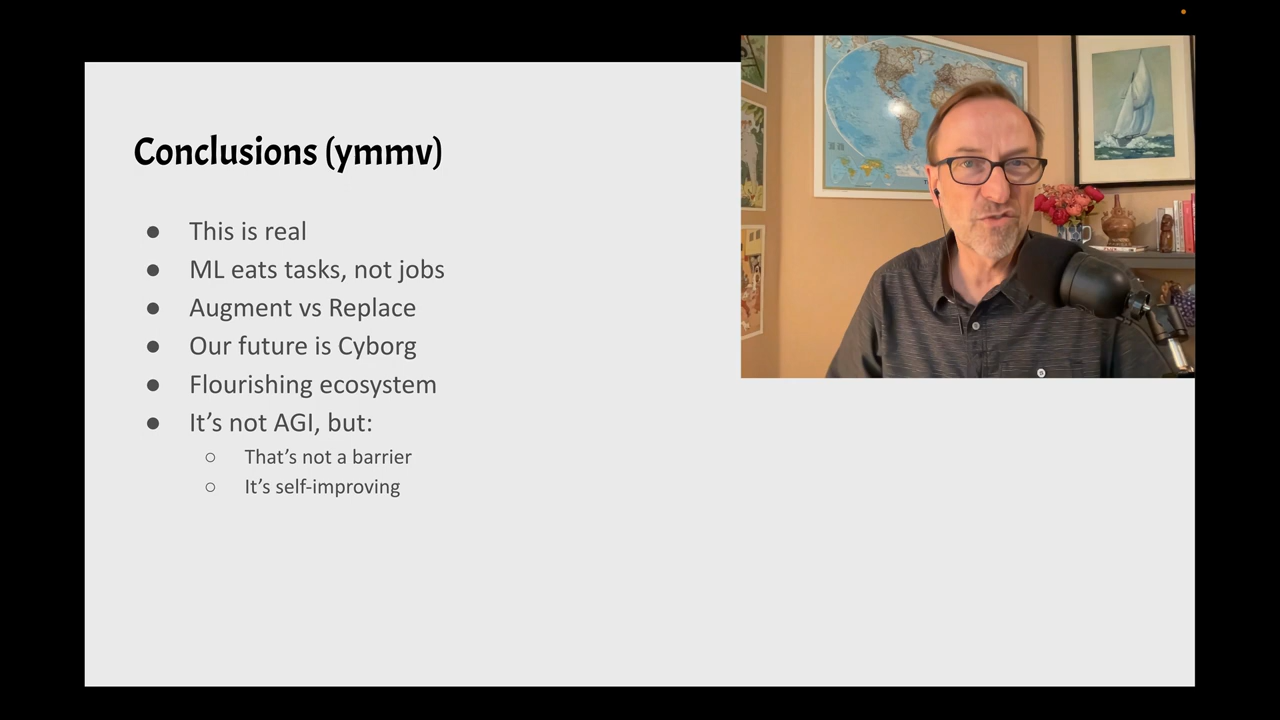 Conclusions (ymmv)
● This is real
● ML eats tasks, not jobs
● Augment vs Replace
● Our future is Cyborg
● Flourishing ecosystem
● It’s not AGI, but:
○ That’s not a barrier
○ It’s self-improving